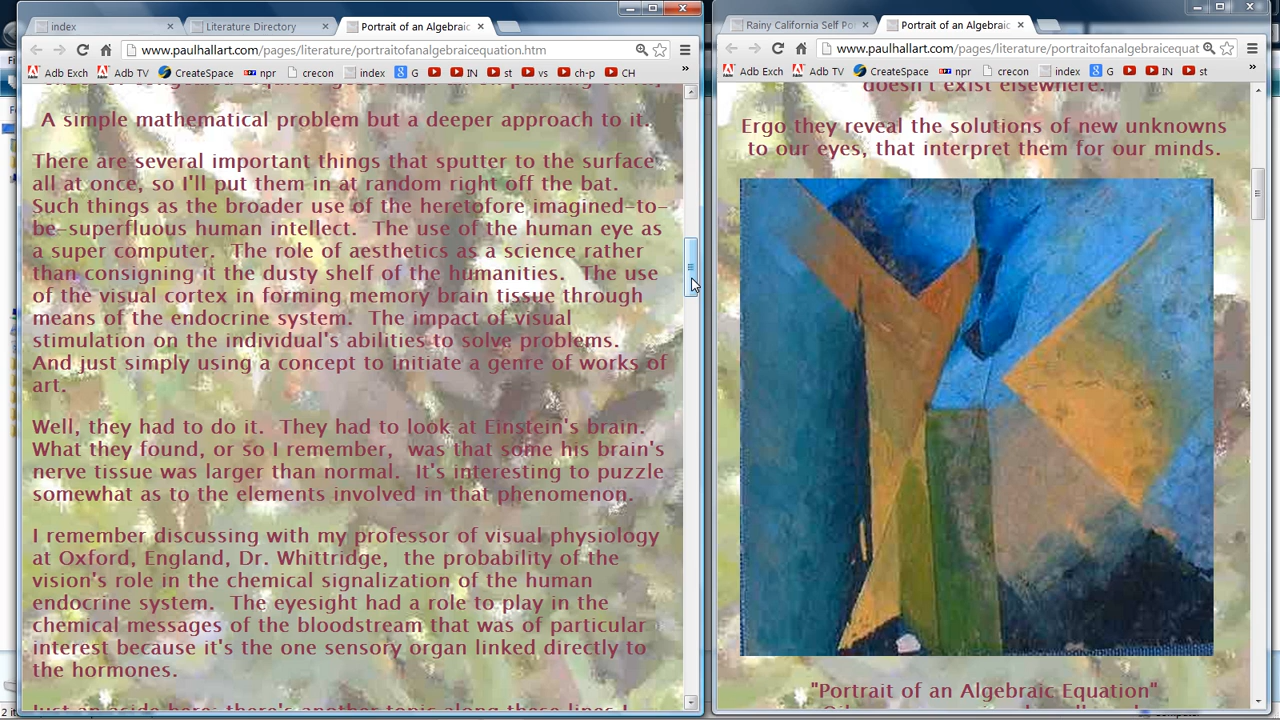 index
Literature Directory
Portrait of an Algebraic
www.paulhallart.com/pages/literature/portraitofanalgebraicequation.htm
Adb Exch
Adb TV
CreateSpace
npr
crecon
index
G
IN
st
vs
ch-p
CH
»
A simple mathematical problem but a deeper approach to it.
There are several important things that sputter to the surface
all at once, so I'll put them in at random right off the bat.
Such things as the broader use of the heretofore imagined-to-
be-superfluous human intellect. The use of the human eye as
a super computer. The role of aesthetics as a science rather
than consigning it the dusty shelf of the humanities. The use
of the visual cortex in forming memory brain tissue through
means of the endocrine system. The impact of visual
stimulation on the individual's abilities to solve problems.
And just simply using a concept to initiate a genre of works of
art.
Well, they had to do it. They had to look at Einstein's brain.
What they found, or so I remember, was that some his brain's
nerve tissue was larger than normal. It's interesting to puzzle
somewhat as to the elements involved in that phenomenon.
I remember discussing with my professor of visual physiology
at Oxford, England, Dr. Whittridge, the probability of the
vision's role in the chemical signalization of the human
endocrine system. The eyesight had a role to play in the
chemical messages of the bloodstream that was of particular
interest because it's the one sensory organ linked directly to
the hormones.
Just an aside here: there's another topic along these lines I
Rainy California Self Po
Portrait of an Algebraic
www.paulhallart.com/pages/literature/portraitofanalgebraicequat
Adb Exch
Adb TV
CreateSpace
npr
crecon
index
G
IN
st
»
doesn't exist elsewhere.
Ergo they reveal the solutions of new unknowns
to our eyes, that interpret them for our minds.
"Portrait of an Algebraic Equation"